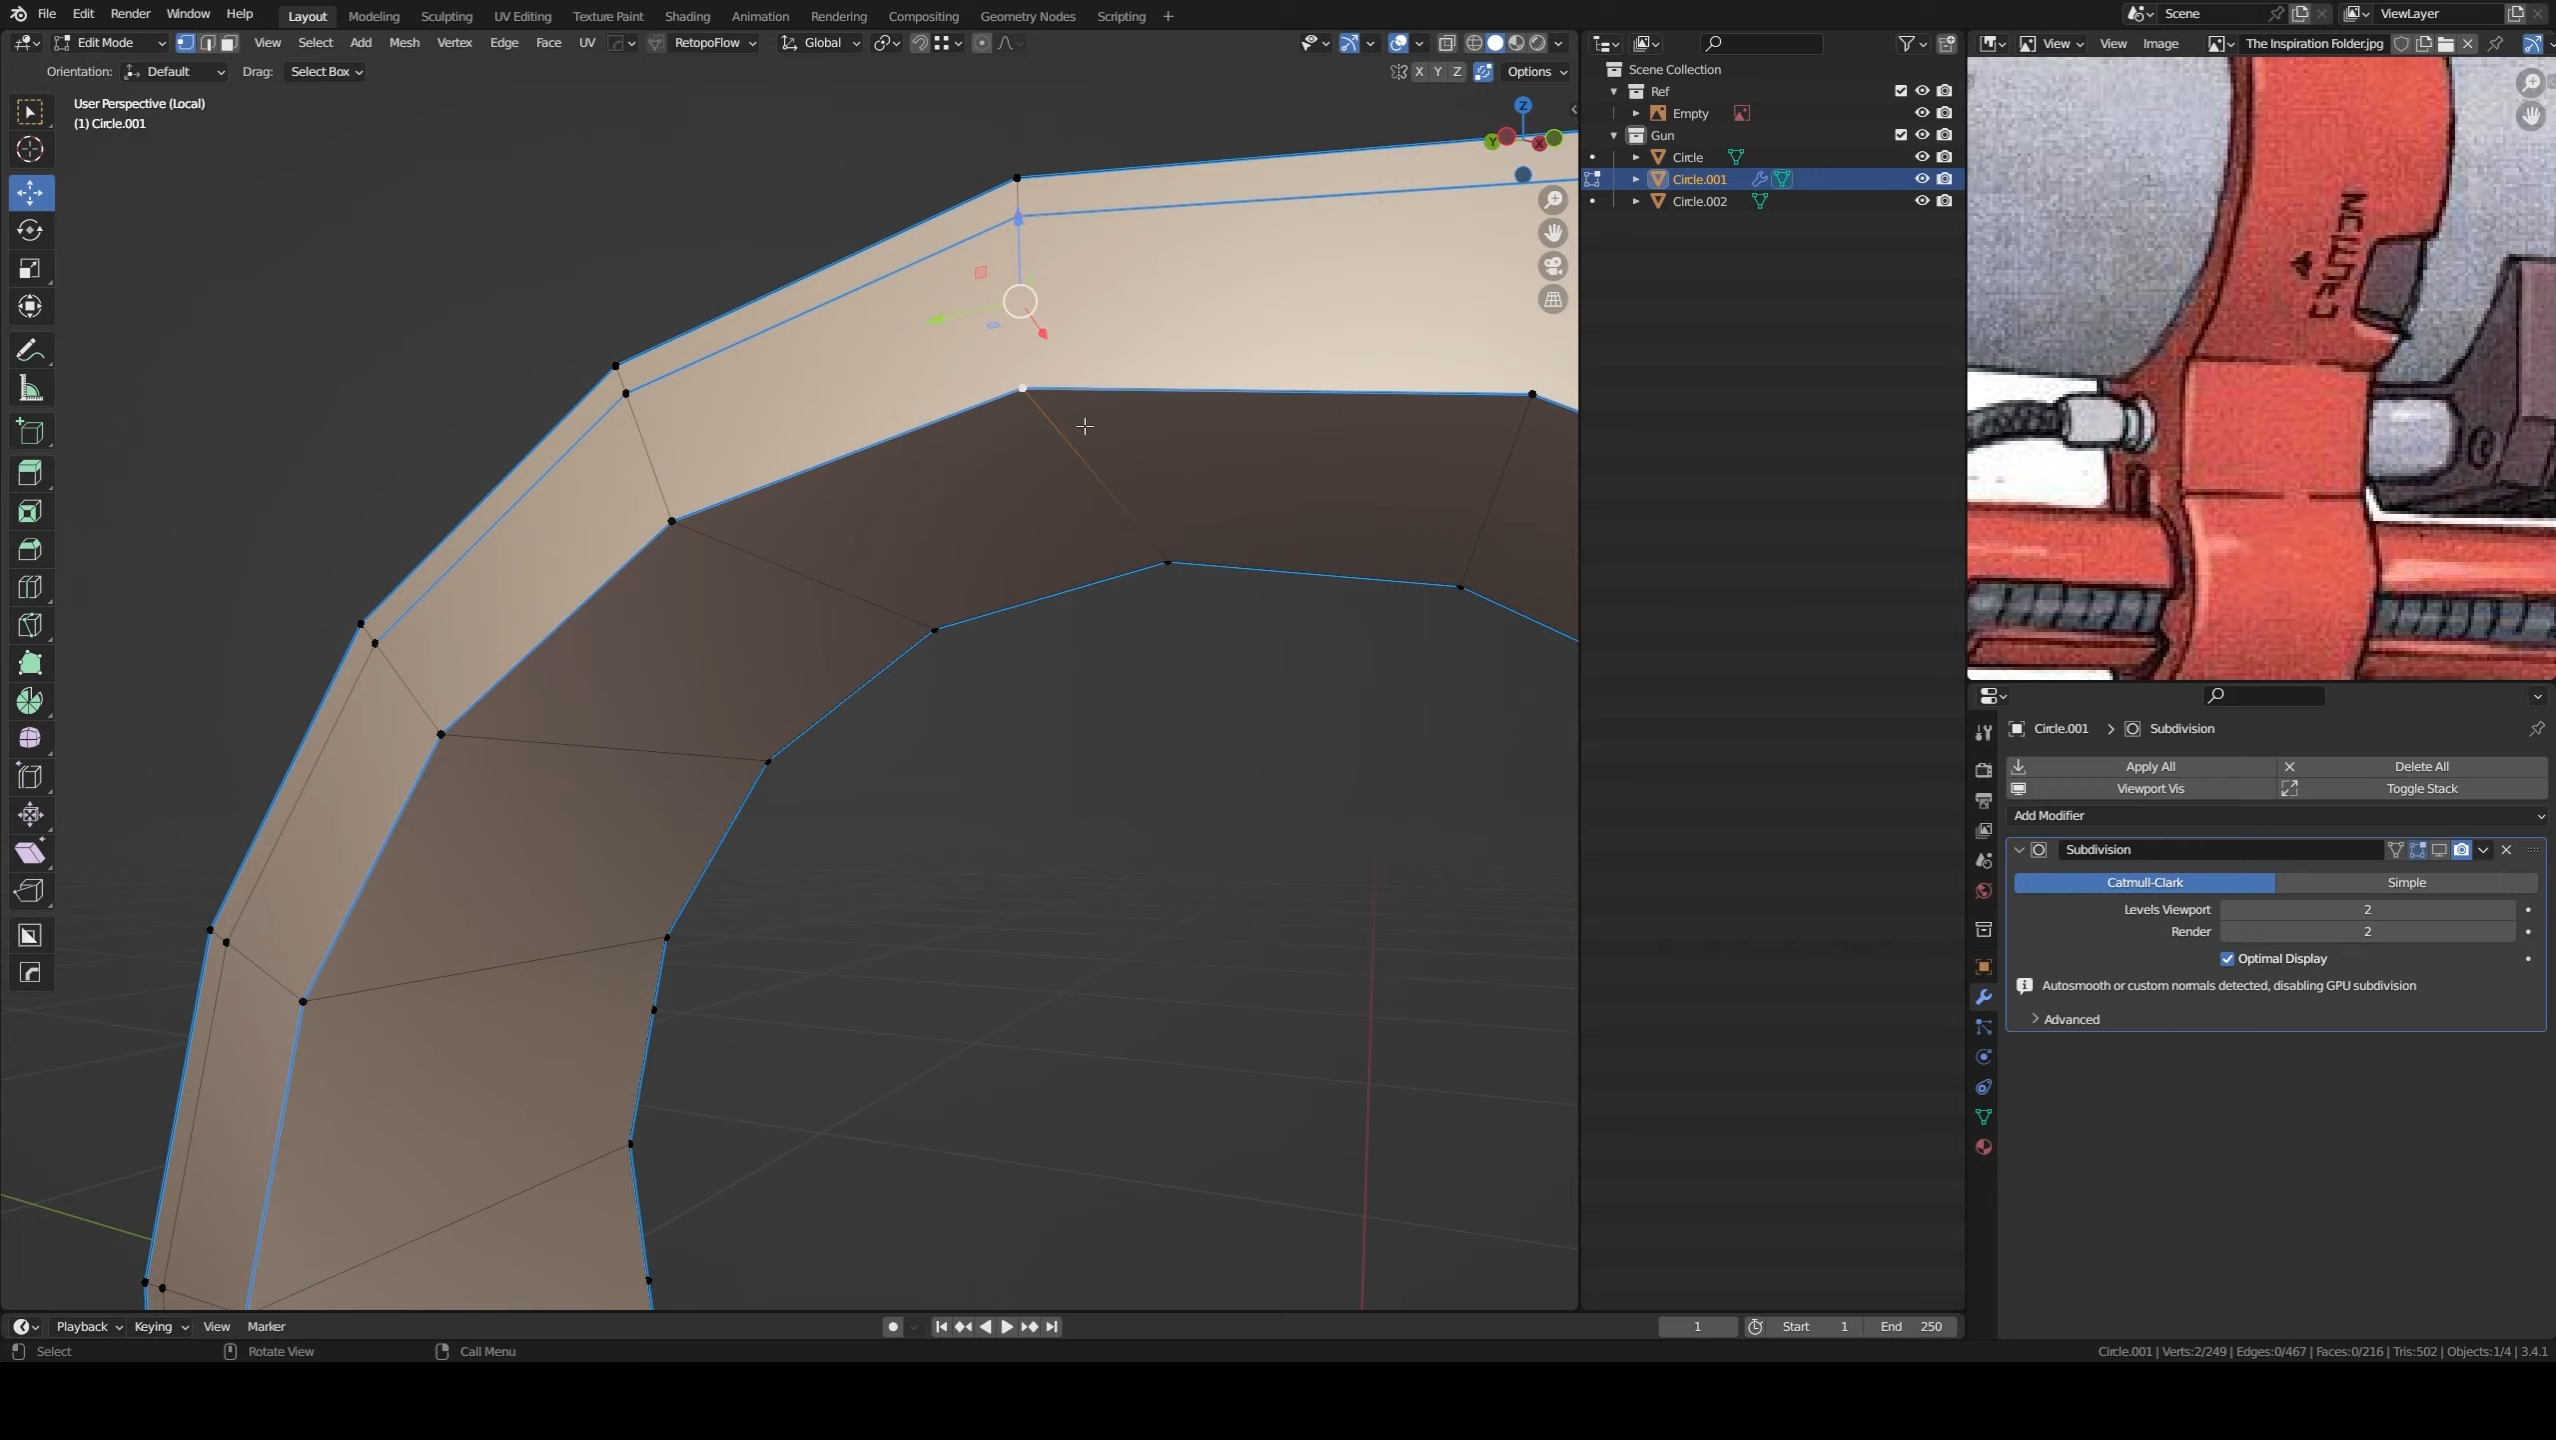 File Edit Render Window Help Layout Modeling Sculpting UV Editing Texture Paint Shading Animation Rendering Compositing Geometry Nodes Scripting + Scene ViewLayer
Edit Mode View Select Add Mesh Vertex Edge Face UV RetopoFlow Global View View Image The Inspiration Folder.jpg
Orientation: Default Drag: Select Box X Y Z Options
User Perspective (Local)
(1) Circle.001
Z
Y
X
Scene Collection
Ref
Empty
Gun
Circle
Circle.001
Circle.002
CAUTION
Circle.001 > Subdivision
Apply All Delete All
Viewport Vis Toggle Stack
Add Modifier
Subdivision
Catmull-Clark Simple
Levels Viewport 2
Render 2
Optimal Display
Autosmooth or custom normals detected, disabling GPU subdivision
Advanced
Playback Keying View Marker 1 Start 1 End 250
Select Rotate View Call Menu Circle.001 | Verts:2/249 | Edges:0/467 | Faces:0/216 | Tris:502 | Objects:1/4 | 3.4.1